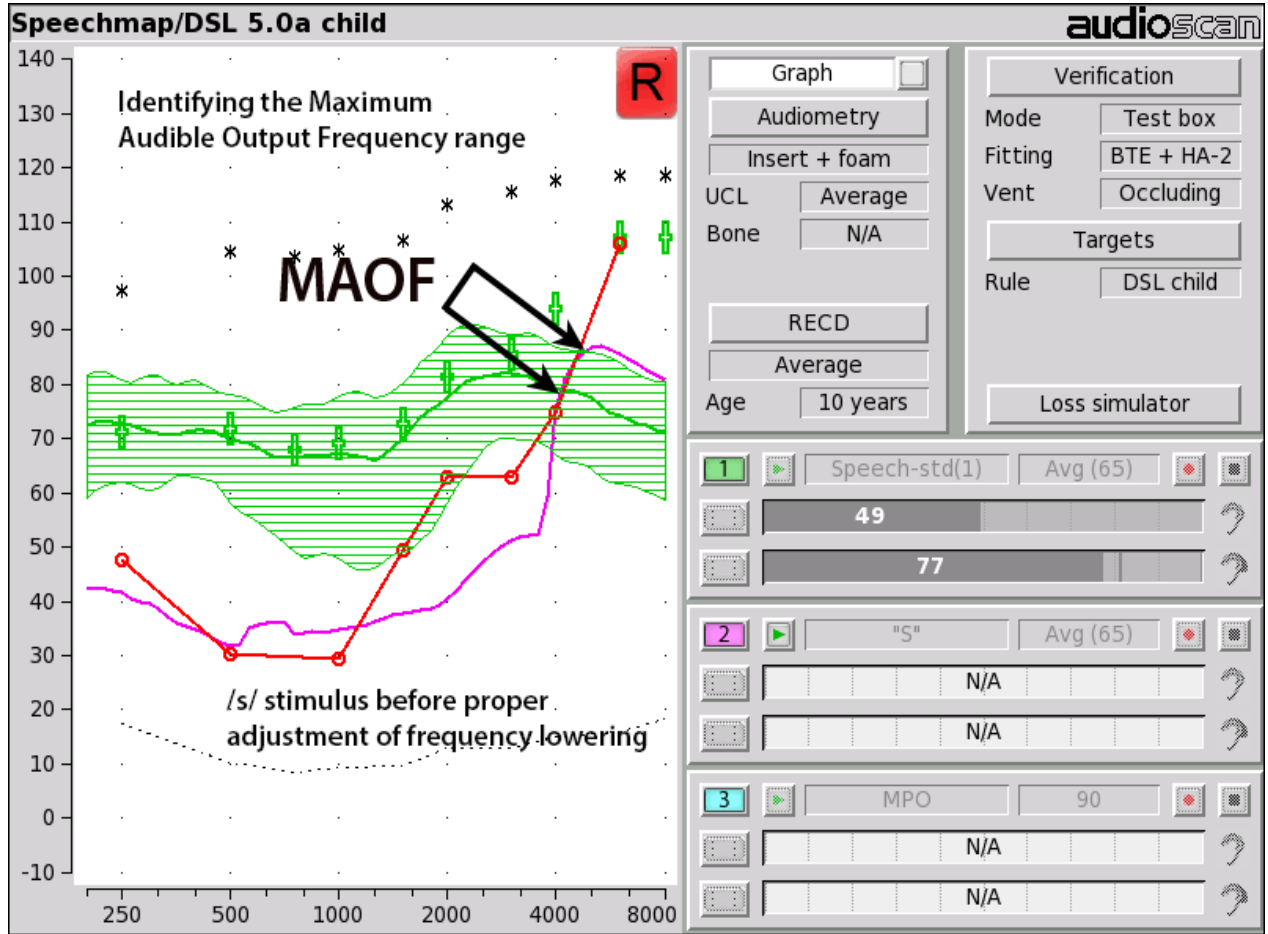 Speechmap/DSL 5.0a child
audioscan
140
130
120
110
100
90
80
70
60
50
40
30
20
10
0
-10
250 500 1000 2000 4000 8000
Identifying the Maximum
Audible Output Frequency range
R
MAOF
/s/ stimulus before proper
adjustment of frequency lowering
Graph
Audiometry
Insert + foam
UCL Average
Bone N/A
RECD
Average
Age 10 years
Verification
Mode Test box
Fitting BTE + HA-2
Vent Occluding
Targets
Rule DSL child
Loss simulator
1 Speech-std(1) Avg (65)
49
77
2 "S" Avg (65)
N/A
N/A
3 MPO 90
N/A
N/A